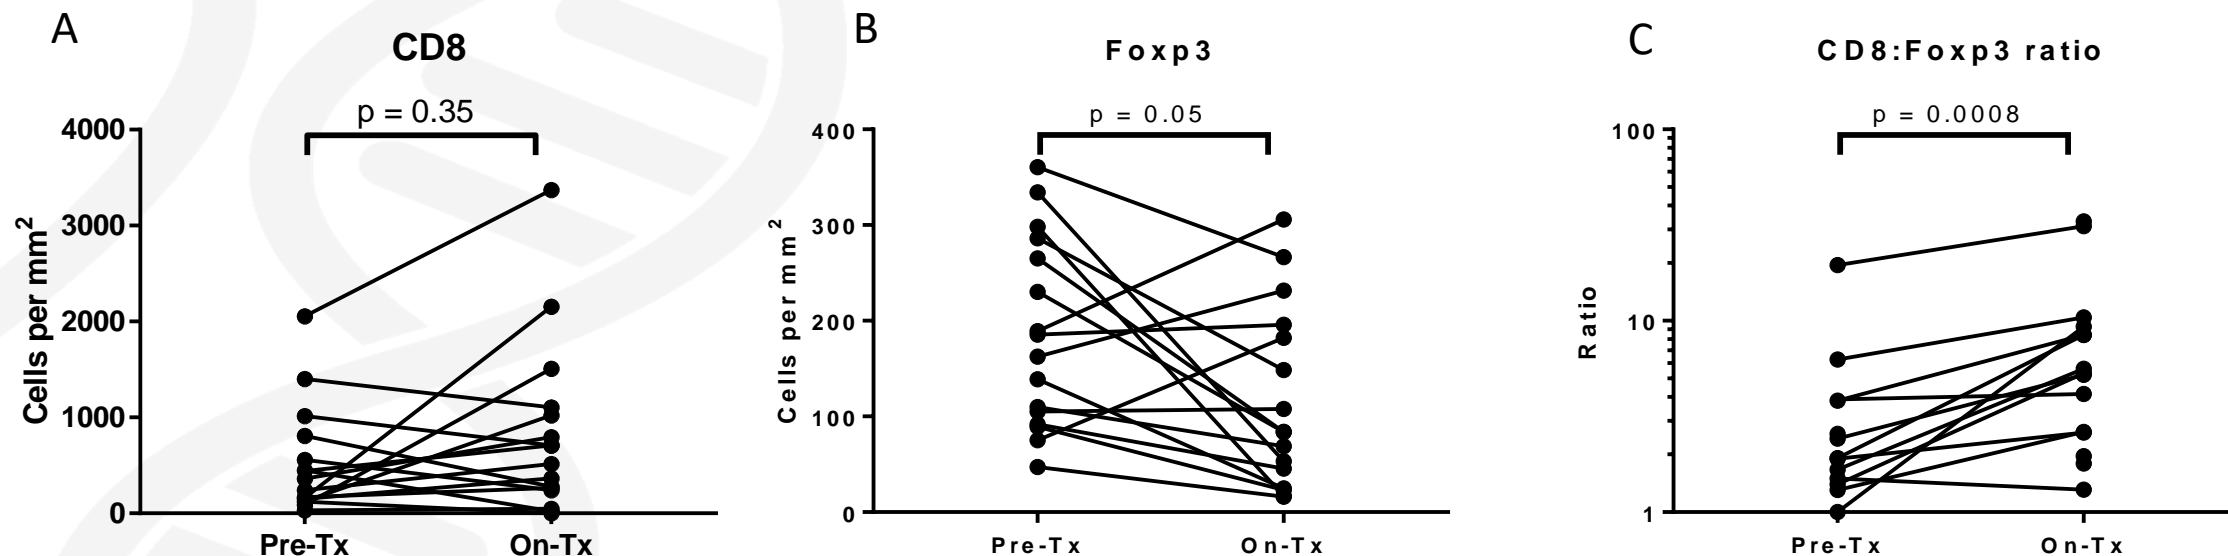 A
CD8
p = 0.35
4000
3000
2000
1000
0
Cells per mm²
Pre-Tx
On-Tx
B
Foxp3
p = 0.05
400
300
200
100
0
Cells per mm²
Pre-Tx
On-Tx
C
CD8:Foxp3 ratio
p = 0.0008
100
10
1
Ratio
Pre-Tx
On-Tx